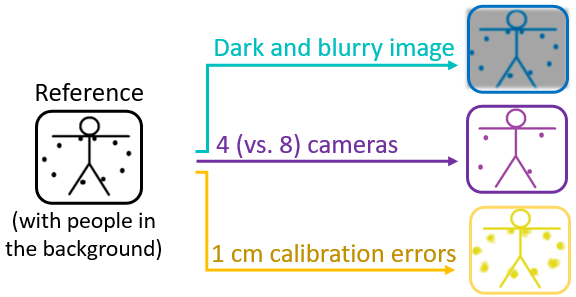 Dark and blurry image
Reference
4 (vs. 8) cameras
(with people in
the background)
1 cm calibration errors